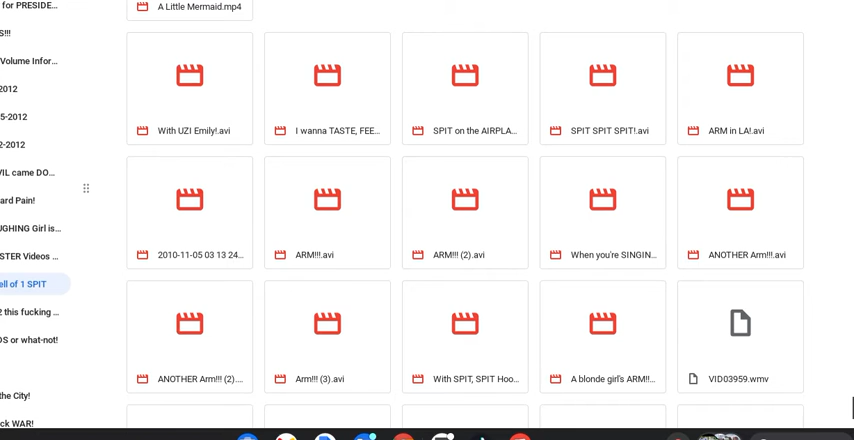 for PRESIDE...
S!!!
Volume Infor...
2012
5-2012
2-2012
VIL came DO...
ard Pain!
UGHING Girl is...
STER Videos ...
ell of 1 SPIT
2 this fucking ...
OS or what-not!
the City!
ck WAR!
A Little Mermaid.mp4
With UZI Emily!.avi
I wanna TASTE, FEE...
SPIT on the AIRPLA...
SPIT SPIT SPIT!.avi
ARM in LA!.avi
2010-11-05 03 13 24...
ARM!!!.avi
ARM!!! (2).avi
When you're SINGIN...
ANOTHER Arm!!!.avi
ANOTHER Arm!!! (2)....
Arm!!! (3).avi
With SPIT, SPIT Hoo...
A blonde girl's ARM!!...
VID03959.wmv